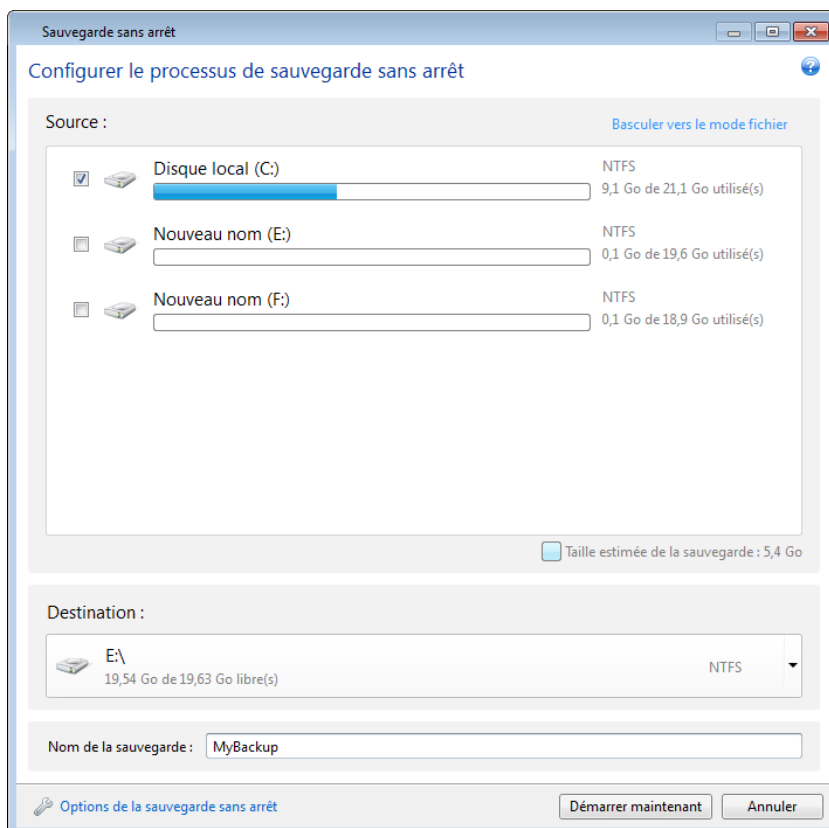 Sauvegarde sans arrêt
Configurer le processus de sauvegarde sans arrêt
Source :
Basculer vers le mode fichier
Disque local (C:)
NTFS
9,1 Go de 21,1 Go utilisé(s)
Nouveau nom (E:)
NTFS
0,1 Go de 19,6 Go utilisé(s)
Nouveau nom (F:)
NTFS
0,1 Go de 18,9 Go utilisé(s)
Taille estimée de la sauvegarde : 5,4 Go
Destination :
E:\
19,54 Go de 19,63 Go libre(s)
NTFS
Nom de la sauvegarde : MyBackup
Options de la sauvegarde sans arrêt
Démarrer maintenant
Annuler